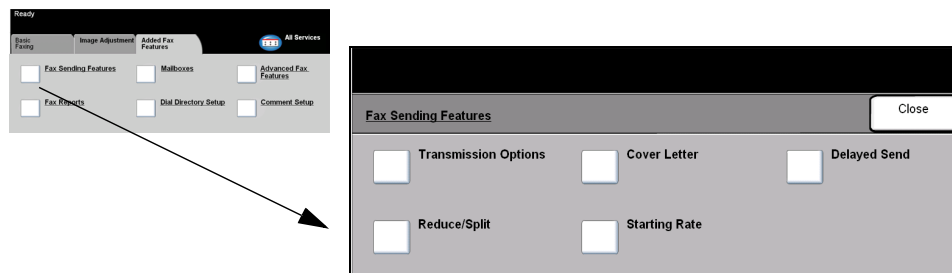 Ready
Basic Faxing
Image Adjustment
Added Fax Features
All Services
Fax Sending Features
Mailboxes
Advanced Fax Features
Fax Reports
Dial Directory Setup
Comment Setup
Fax Sending Features
Close
Transmission Options
Cover Letter
Delayed Send
Reduce/Split
Starting Rate